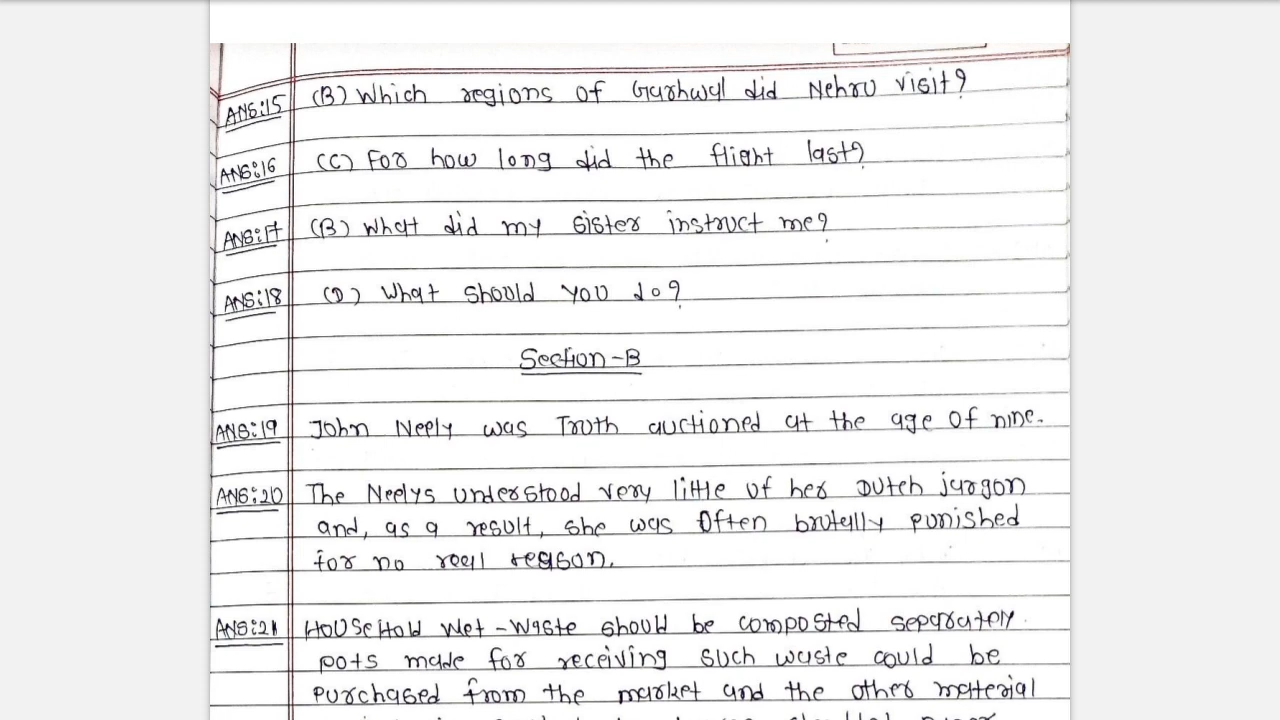 ANS:15 (B) Which regions of Garhwal did Nehru visit?
ANS:16 (C) For how long did the flight last?
ANS:17 (B) What did my sister instruct me?
ANS:18 (D) What should you do?
Section-B
ANS:19 John Neely was Truth auctioned at the age of nine.
ANS:20 The Neelys understood very little of her Dutch jargon
and, as a result, she was often brutally punished
for no reall reason.
ANS:21 HouseHold wet-waste should be composted separately.
pots made for receiving such waste could be
purchased from the market and the other material